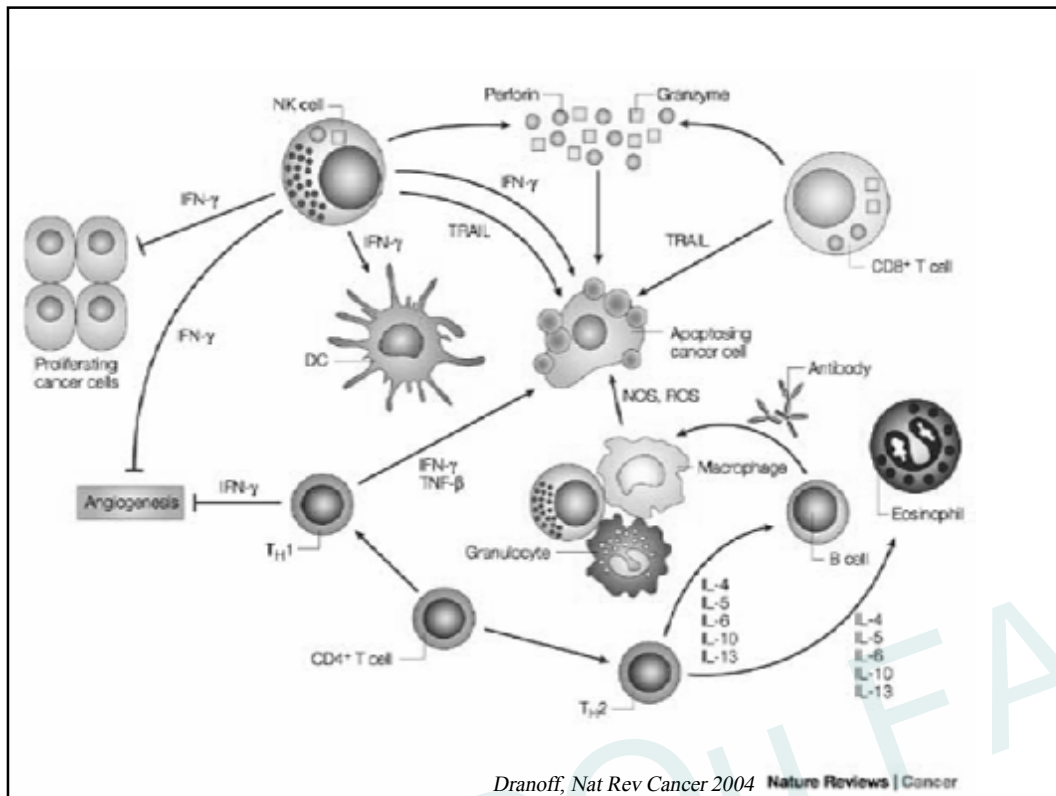 Perforin
Granzyme
NK cell
IFN-γ
IFN-γ
TRAIL
IFN-γ
TRAIL
CD8+ T cell
IFN-γ
Proliferating
cancer cells
DC
Apoptosing
cancer cell
NOS, ROS
Antibody
IFN-γ
TNF-β
Macrophage
Angiogenesis
IFN-γ
TH1
Granulocyte
Eosinophil
B cell
CD4+ T cell
IL-4
IL-5
IL-6
IL-10
IL-13
IL-4
IL-5
IL-6
IL-10
IL-13
TH2
Dranoff, Nat Rev Cancer 2004 Nature Reviews | Cancer